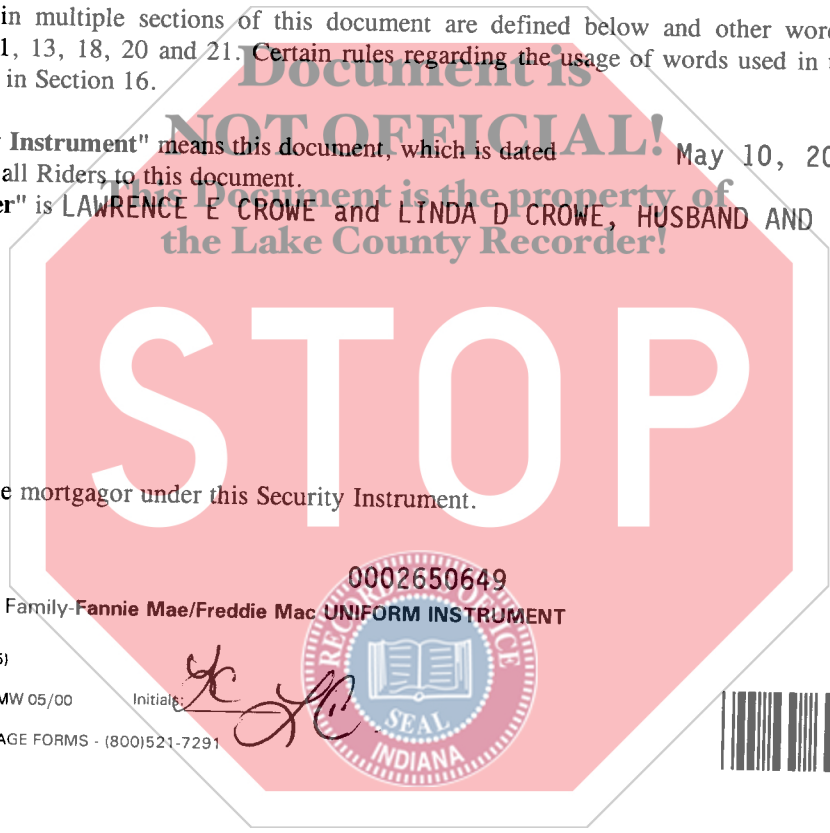 in multiple sections of this document are defined below and other
1, 13, 18, 20 and 21. Certain rules regarding the usage of words used in
in Section 16.
Document is
NOT OFFICIAL!
Instrument" means this document, which is dated May 10, 20
all Riders to this document.
This Document is the property of
er" is LAWRENCE E CROWE and LINDA D CROWE, HUSBAND AND
the Lake County Recorder!
STOP
e mortgagor under this Security Instrument.
0002650649
Family-Fannie Mae/Freddie Mac UNIFORM INSTRUMENT
MW 05/00 Initials: LC LC
AGE FORMS - (800)521-7291
RECORDER'S OFFICE
SEAL
INDIANA